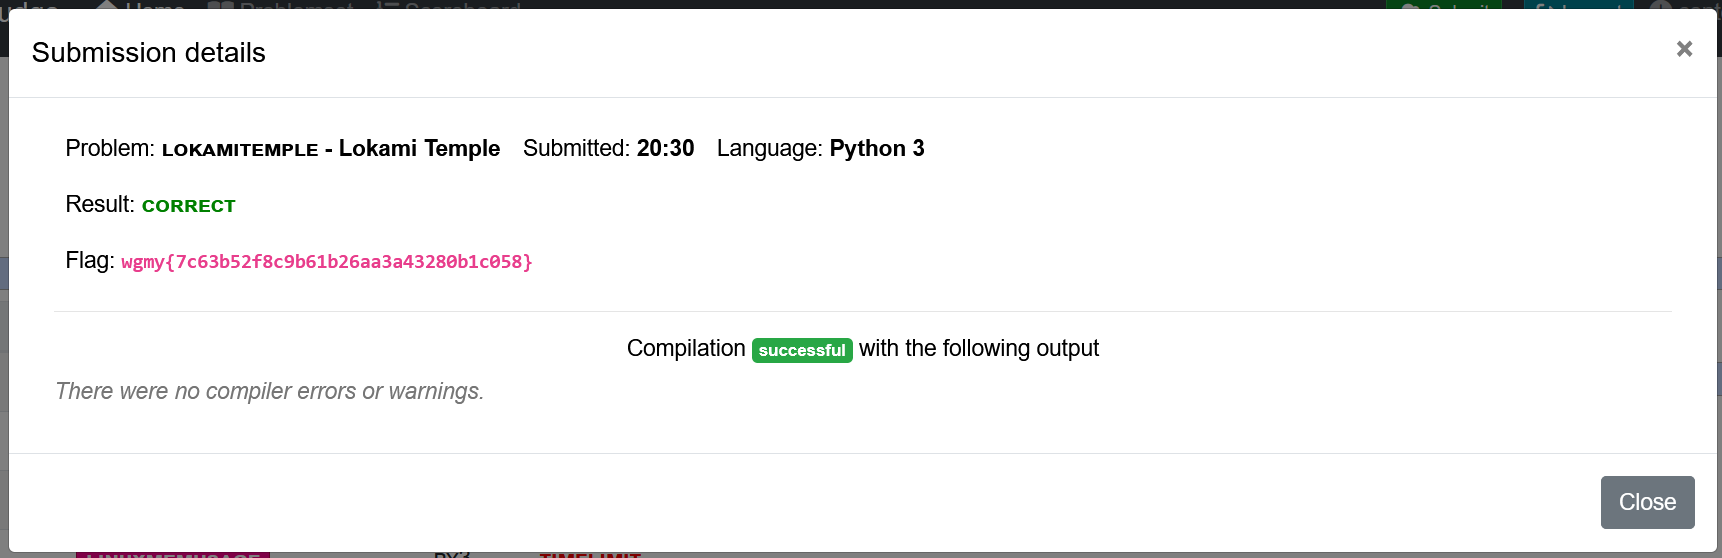 Submission details ×
Problem: LOKAMITEMPLE - Lokami Temple Submitted: 20:30 Language: Python 3
Result: CORRECT
Flag: wgmy{7c63b52f8c9b61b26aa3a43280b1c058}
Compilation successful with the following output
There were no compiler errors or warnings.
Close